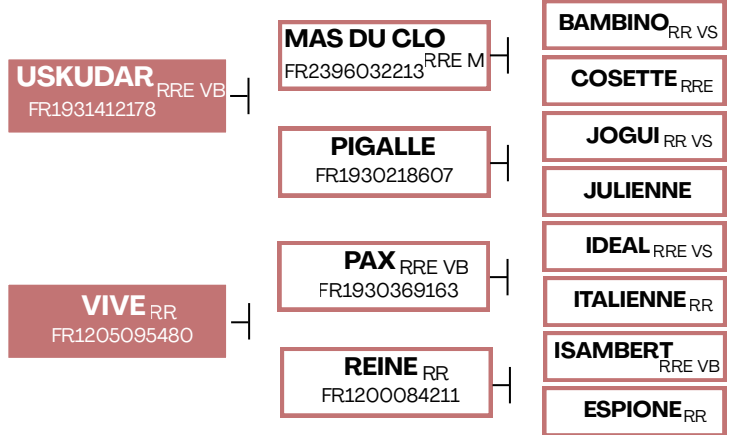 USKUDAR RRE VB
FR1931412178
MAS DU CLO
FR2396032213 RRE M
BAMBINO RR VS
COSETTE RRE
PIGALLE
FR1930218607
JOGUI RR VS
JULIENNE
VIVE RR
FR1205095480
PAX RRE VB
FR1930369163
IDEAL RRE VS
ITALIENNE RR
REINE RR
FR1200084211
ISAMBERT RRE VB
ESPIONE RR